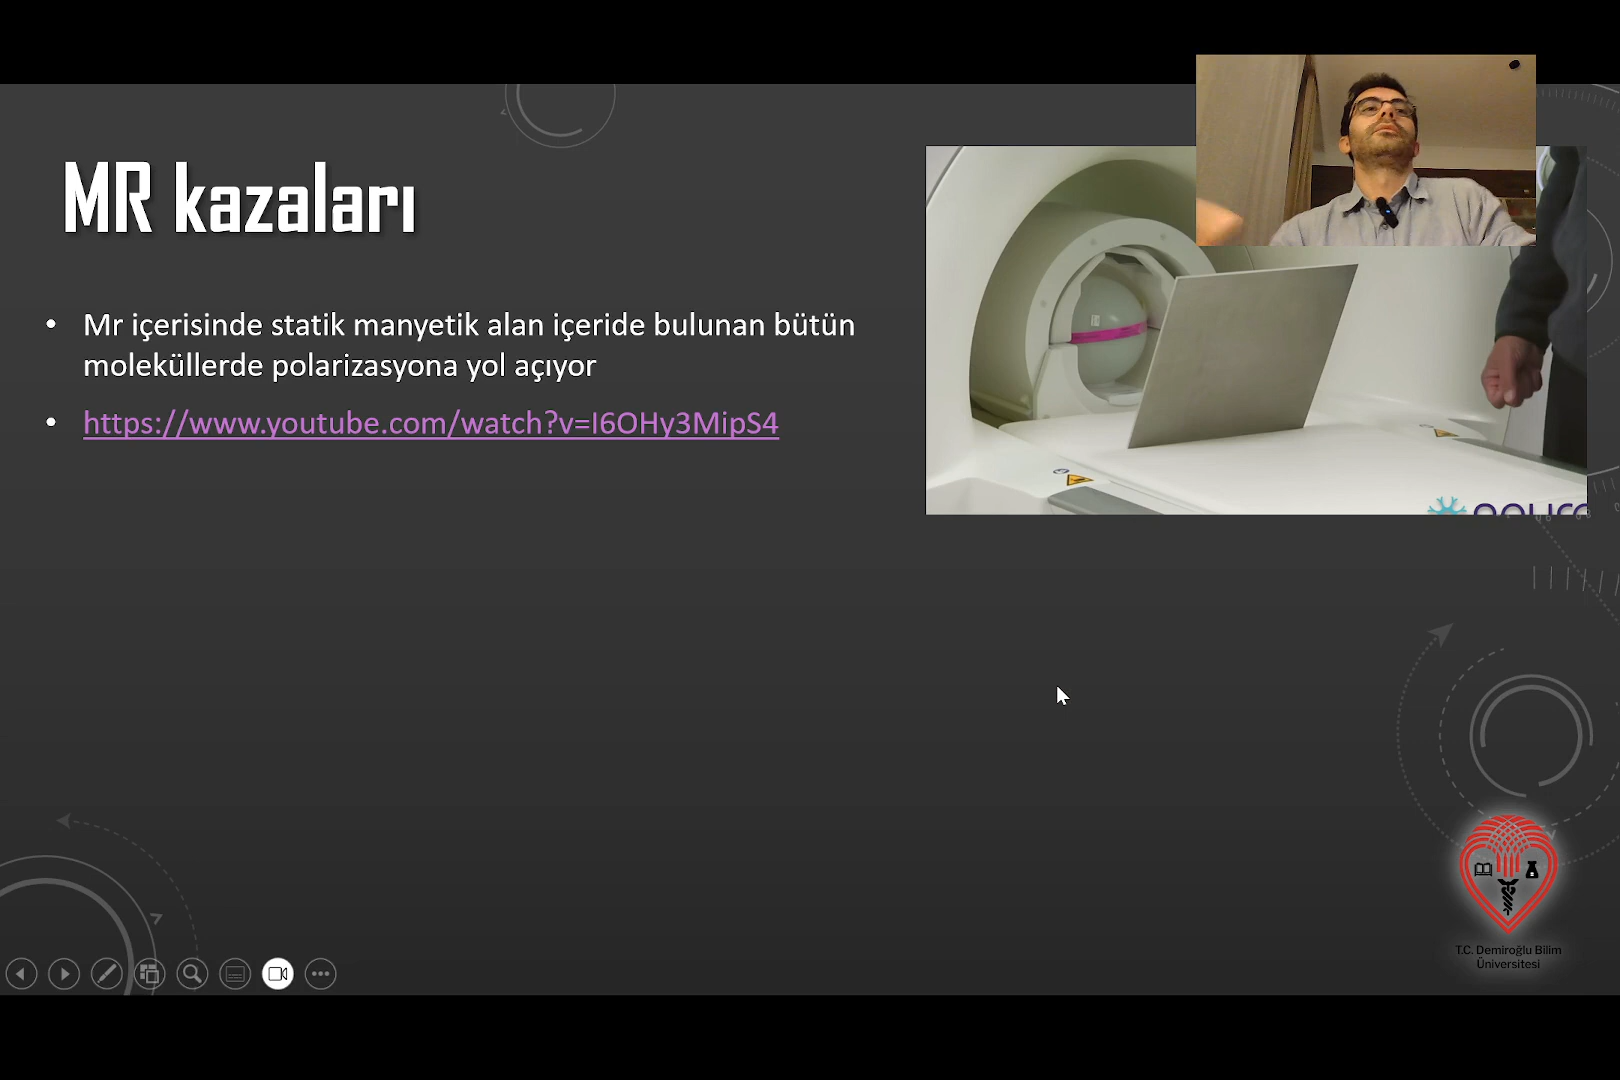 MR kazaları
• Mr içerisinde statik manyetik alan içeride bulunan bütün
moleküllerde polarizasyona yol açıyor
• https://www.youtube.com/watch?v=I6OHy3MipS4
T.C. Demiroğlu Bilim
Üniversitesi